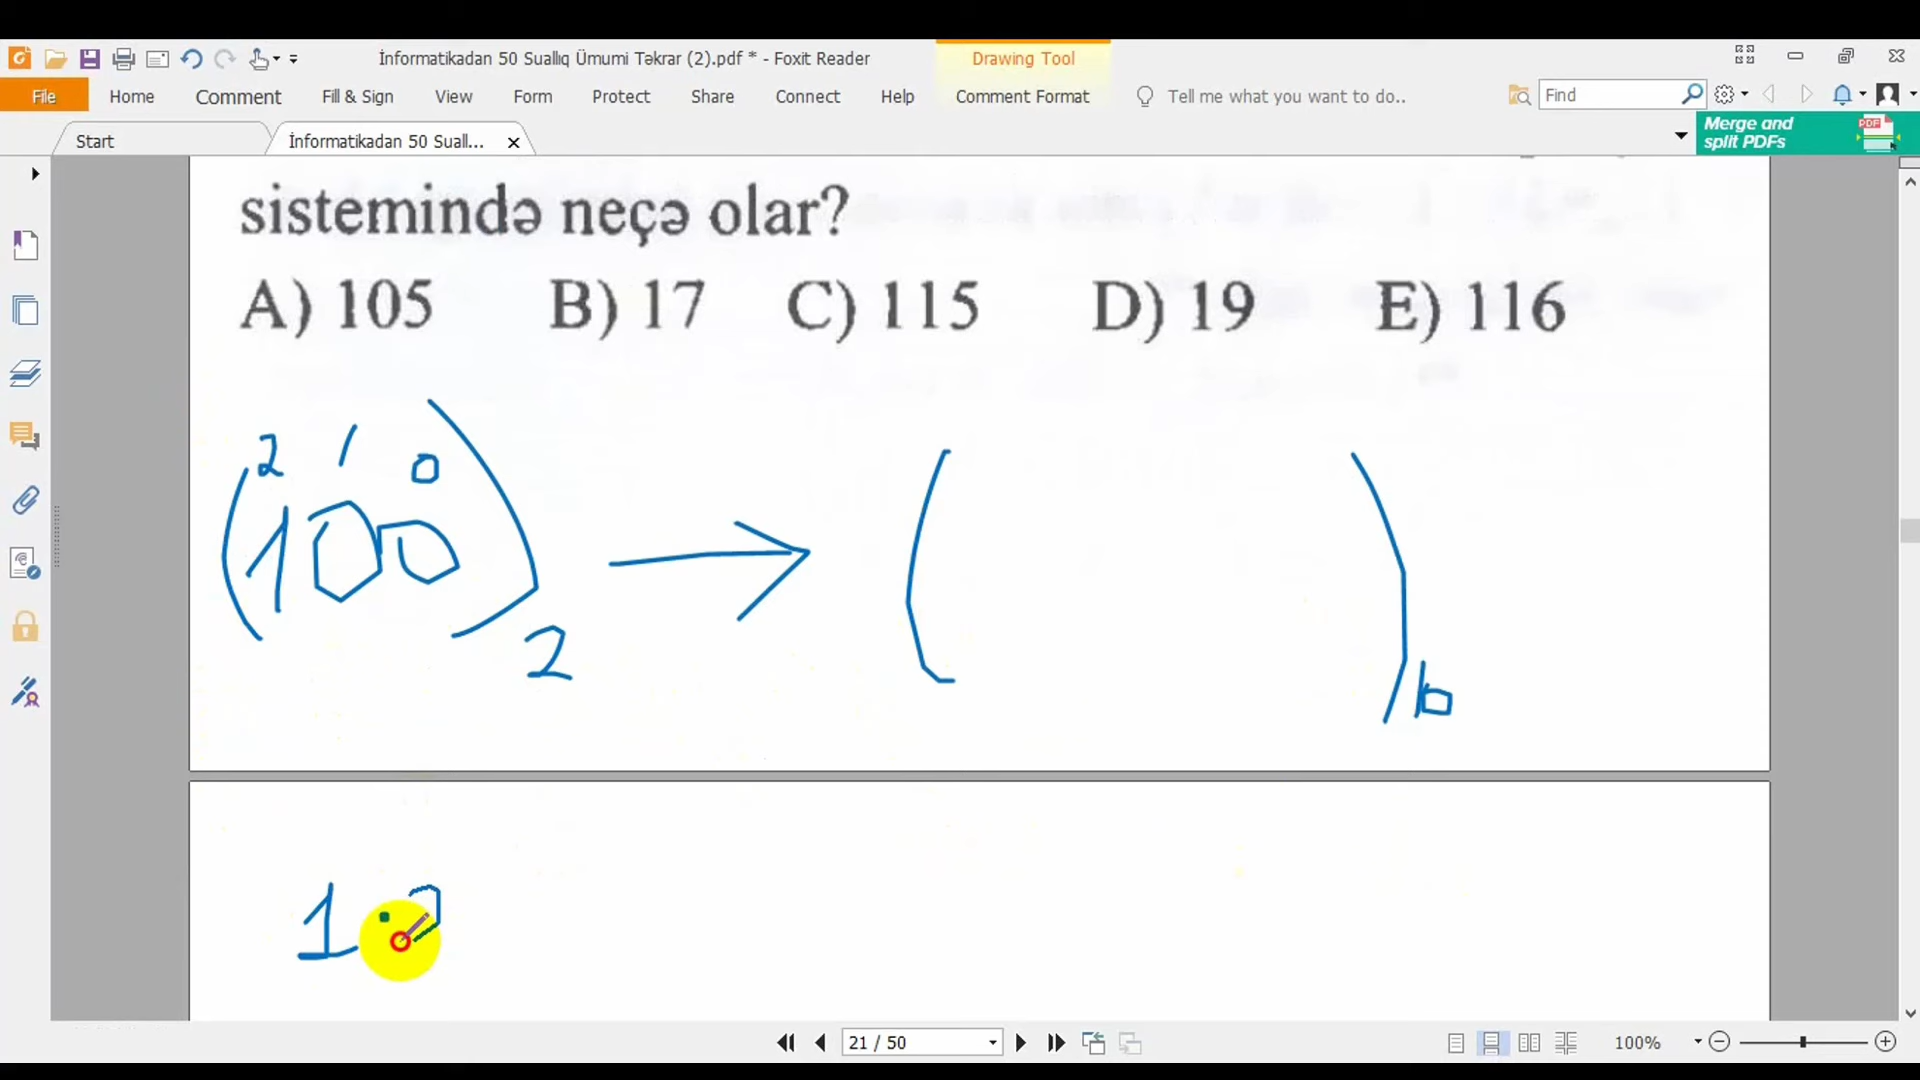 İnformatikadan 50 Suallıq Ümumi Təkrar (2).pdf * - Foxit Reader
Drawing Tool
File Home Comment Fill & Sign View Form Protect Share Connect Help Comment Format Tell me what you want to do.. Find
Start İnformatikadan 50 Suall...
Merge and
split PDFs
PDF
sistemində neçə olar?
A) 105 B) 17 C) 115 D) 19 E) 116
2 1 0
(100)2 → ( )10
1 · 2
21 / 50
100%